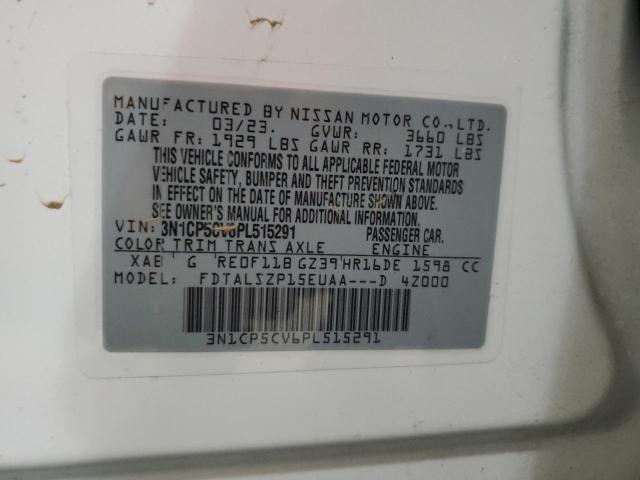 MANUFACTURED BY NISSAN MOTOR CO.,LTD.
DATE: 03/23. GVWR: 3660 LBS
GAWR FR: 1929 LBS GAWR RR: 1731 LBS
THIS VEHICLE CONFORMS TO ALL APPLICABLE FEDERAL MOTOR
VEHICLE SAFETY, BUMPER AND THEFT PREVENTION STANDARDS
IN EFFECT ON THE DATE OF MANUFACTURE SHOWN ABOVE.
SEE OWNER'S MANUAL FOR ADDITIONAL INFORMATION
VIN: 3N1CP5CV6PL515291 PASSENGER CAR.
COLOR TRIM TRANS AXLE ENGINE
XAB G RE0F11B GZ39 HR16DE 1598 CC
MODEL: FDTALSZP15EUAA---D 4Z000
3N1CP5CV6PL515291